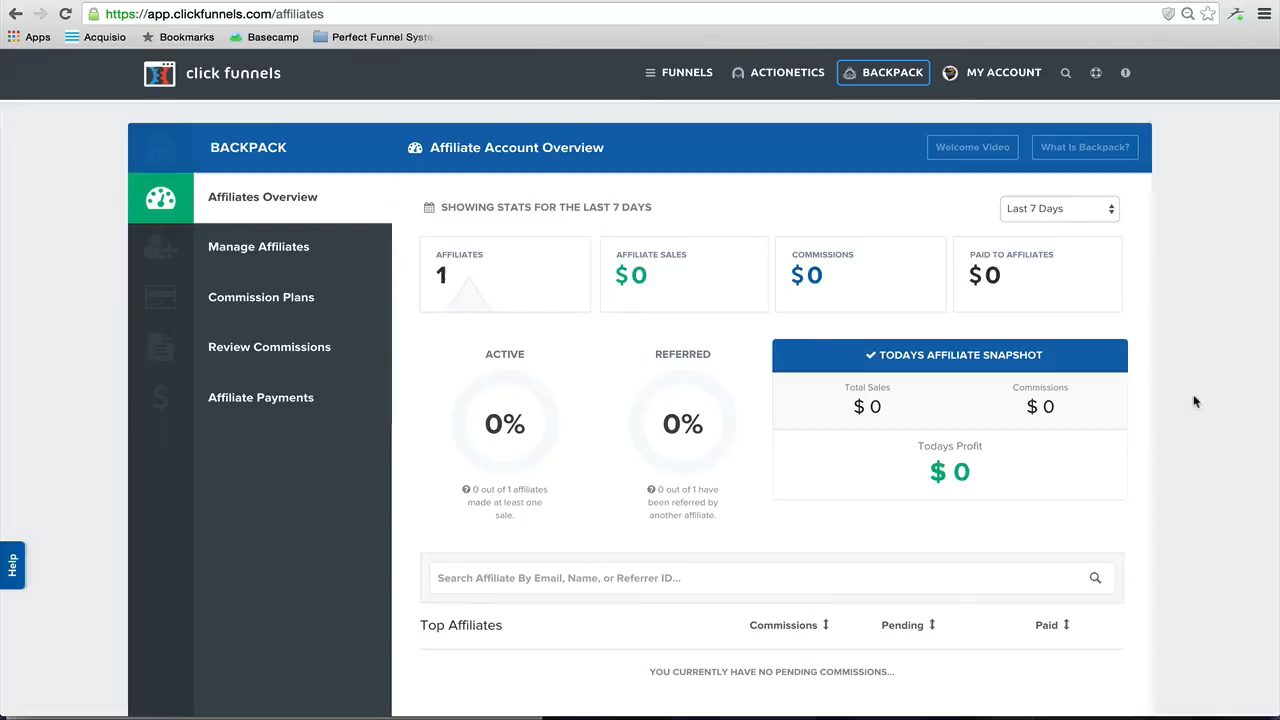 https://app.clickfunnels.com/affiliates
Apps Acquisio Bookmarks Basecamp Perfect Funnel Syste
click funnels FUNNELS ACTIONETICS BACKPACK MY ACCOUNT
BACKPACK Affiliate Account Overview Welcome Video What Is Backpack?
Affiliates Overview
Manage Affiliates
Commission Plans
Review Commissions
Affiliate Payments
SHOWING STATS FOR THE LAST 7 DAYS Last 7 Days
AFFILIATES AFFILIATE SALES COMMISSIONS PAID TO AFFILIATES
1 $0 $0 $0
ACTIVE REFERRED
0% 0%
0 out of 1 affiliates
made at least one
sale.
0 out of 1 have
been referred by
another affiliate.
TODAYS AFFILIATE SNAPSHOT
Total Sales Commissions
$ 0 $ 0
Todays Profit
$ 0
Help
Search Affiliate By Email, Name, or Referrer ID...
Top Affiliates Commissions Pending Paid
YOU CURRENTLY HAVE NO PENDING COMMISSIONS...